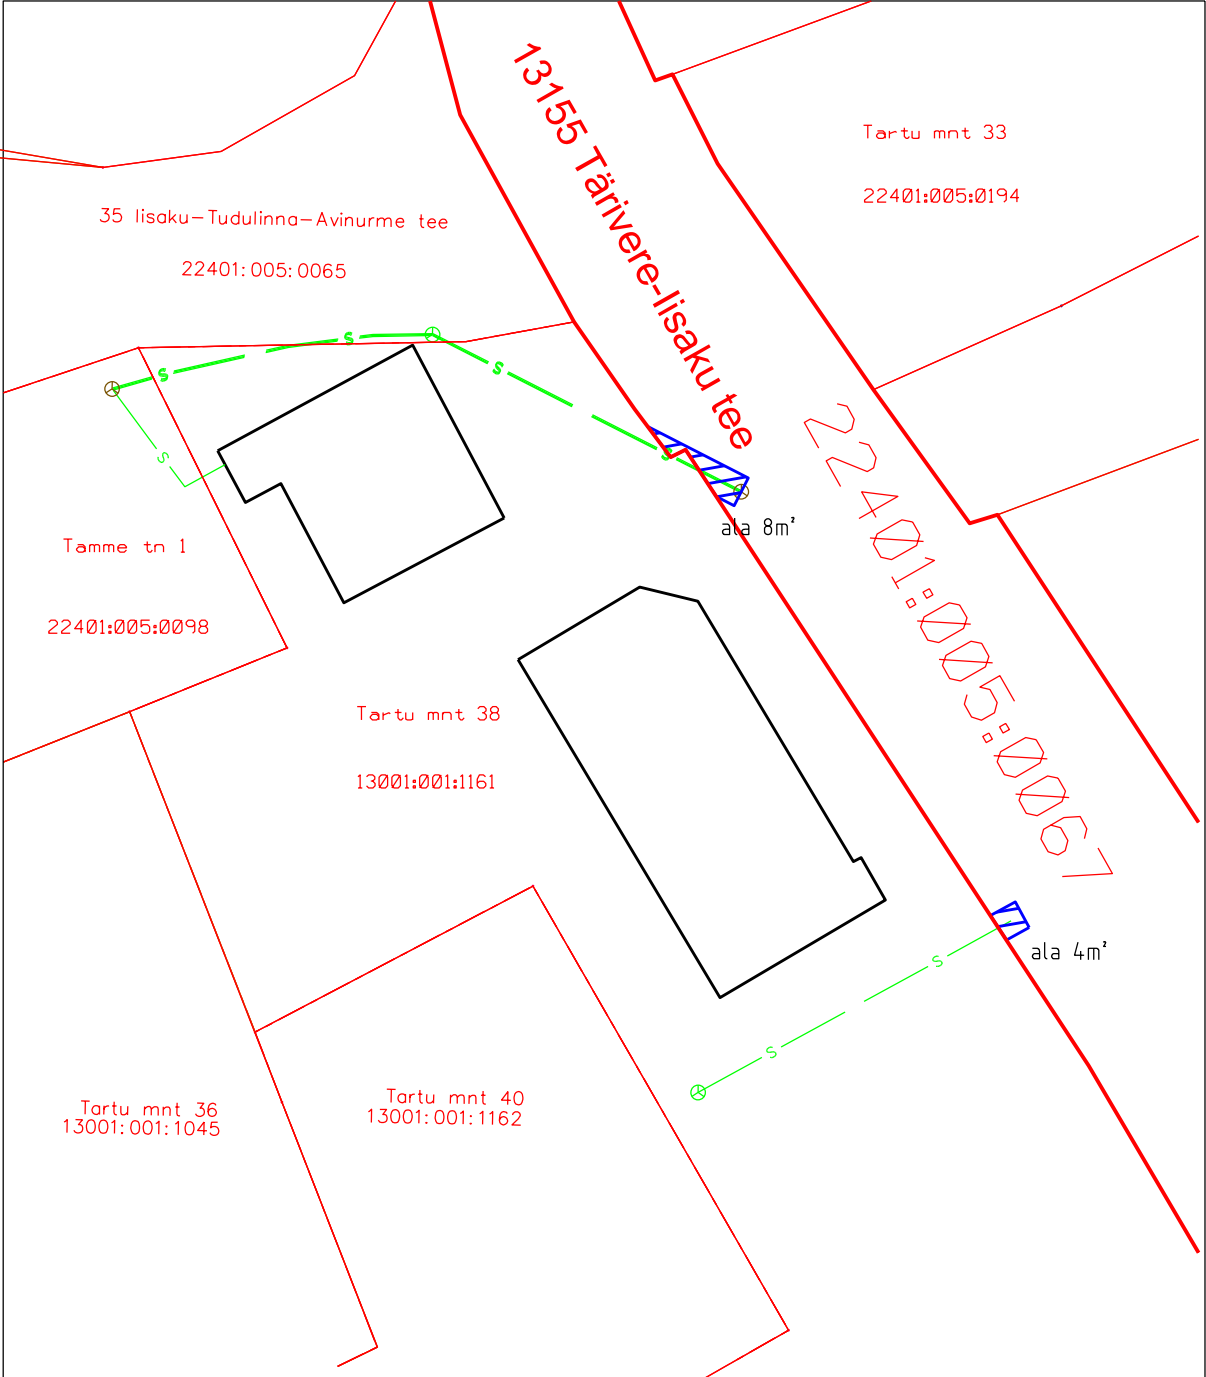 13155 Tärivere-Iisaku tee
Tartu mnt 33
22401:005:0194
35 Iisaku-Tudulinna-Avinurme tee
22401:005:0065
s
s
s
s
s
22401:005:0067
ala 8m²
Tamme tn 1
22401:005:0098
Tartu mnt 38
13001:001:1161
ala 4m²
s
s
Tartu mnt 36
13001:001:1045
Tartu mnt 40
13001:001:1162